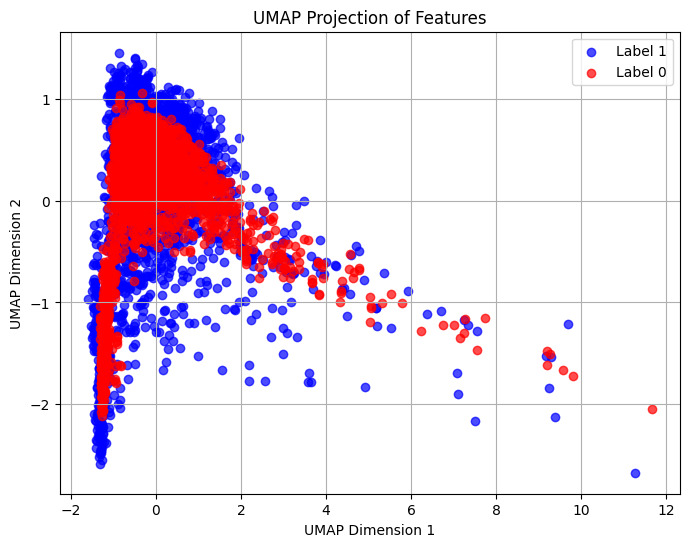 UMAP Projection of Features
Label 1
Label 0
UMAP Dimension 2
1
0
−1
−2
−2
0
2
4
6
8
10
12
UMAP Dimension 1